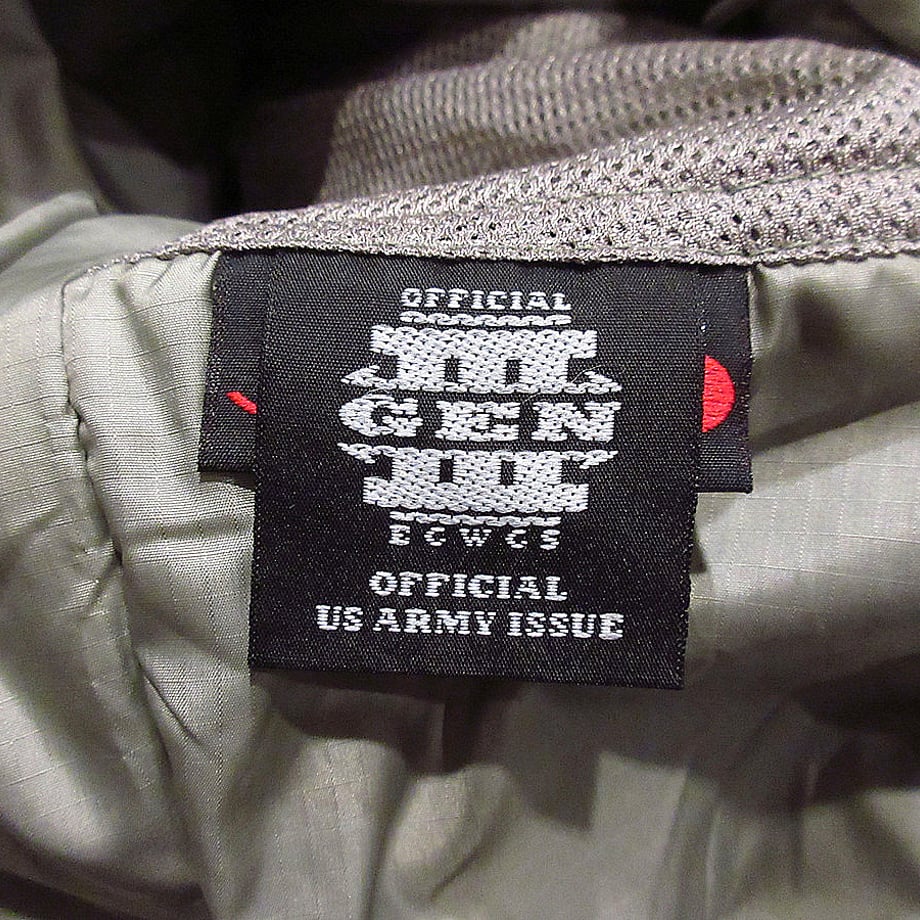 OFFICIAL
III
GEN
III
ECWCS
OFFICIAL
US ARMY ISSUE